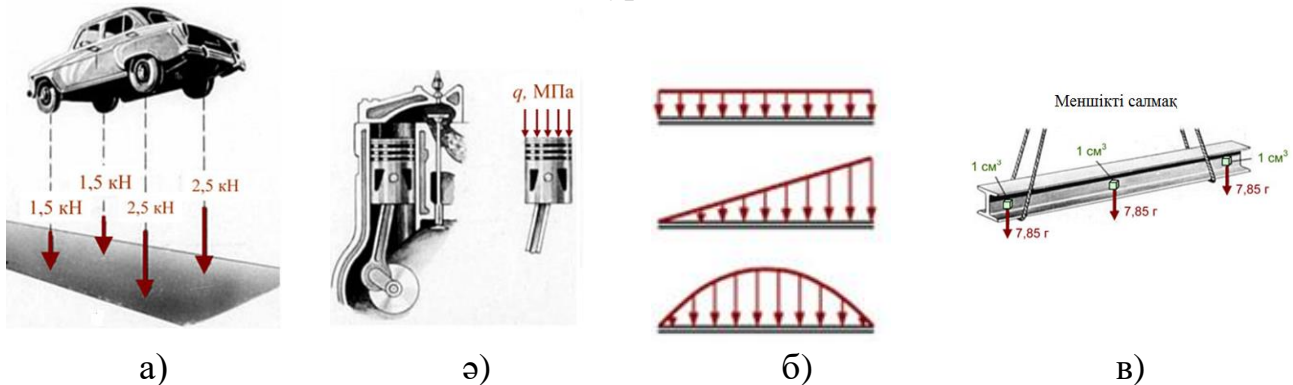 1,5 кН
1,5 кН
2,5 кН
2,5 кН
q, МПа
Меншікті салмақ
1 см³
1 см³
1 см³
7,85 г
7,85 г
7,85 г
а)
ә)
б)
в)